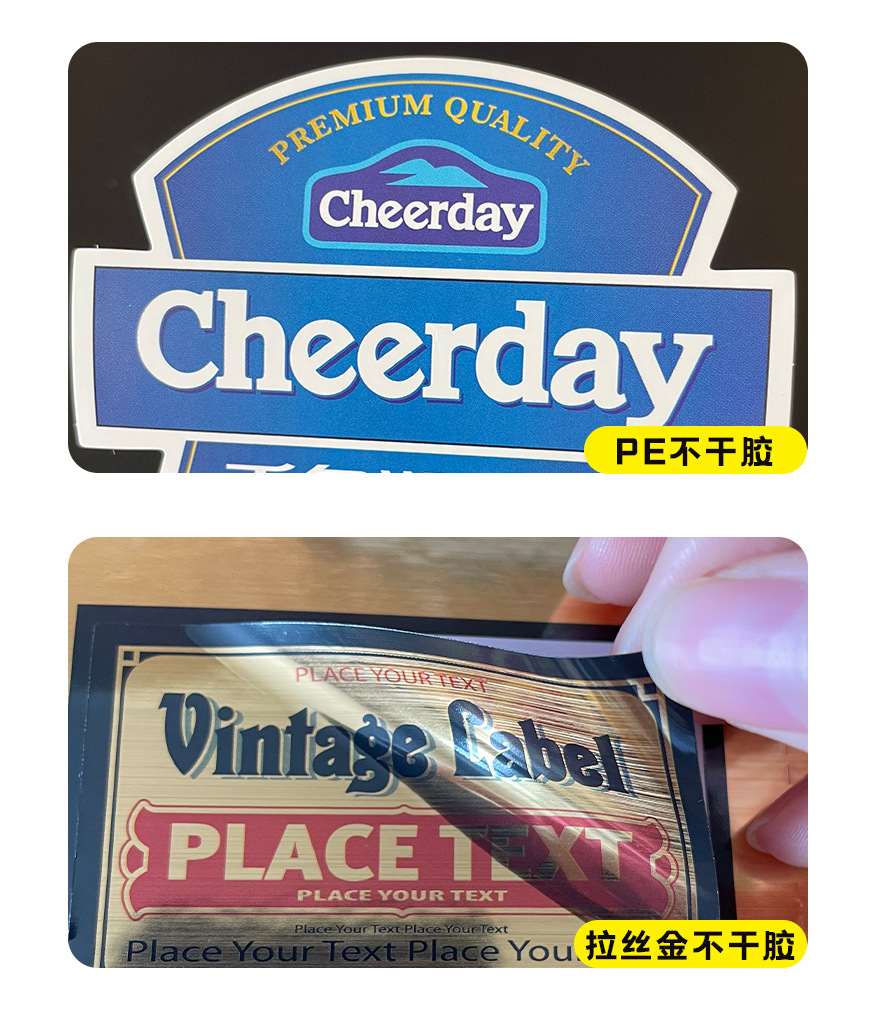 PREMIUM QUALITY
Cheerday
Cheerday
PE不干胶
PLACE YOUR TEXT
Vintage Label
PLACE TEXT
PLACE YOUR TEXT
Place Your Text Place Your Text
Place Your Text Place You
拉丝金不干胶